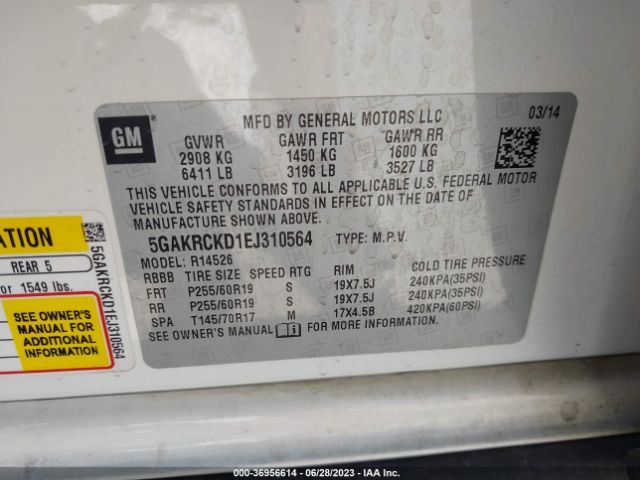 MFD BY GENERAL MOTORS LLC
03/14
GM
GVWR GAWR FRT GAWR RR
2908 KG 1450 KG 1600 KG
6411 LB 3196 LB 3527 LB
THIS VEHICLE CONFORMS TO ALL APPLICABLE U.S. FEDERAL MOTOR
VEHICLE SAFETY STANDARDS IN EFFECT ON THE DATE OF
MANUFACTURE SHOWN ABOVE.
5GAKRCKD1EJ310564 TYPE: M.P.V.
MODEL: R14526
RBBB TIRE SIZE SPEED RTG RIM COLD TIRE PRESSURE
FRT P255/60R19 S 19X7.5J 240KPA(35PSI)
RR P255/60R19 S 19X7.5J 240KPA(35PSI)
SPA T145/70R17 M 17X4.5B 420KPA(60PSI)
SEE OWNER'S MANUAL FOR MORE INFORMATION
ATION
REAR 5
or 1549 lbs.
SEE OWNER'S
MANUAL FOR
ADDITIONAL
INFORMATION
5GAKRCKD1EJ310564
000-36956614 / 06/28/2023 / IAA Inc.